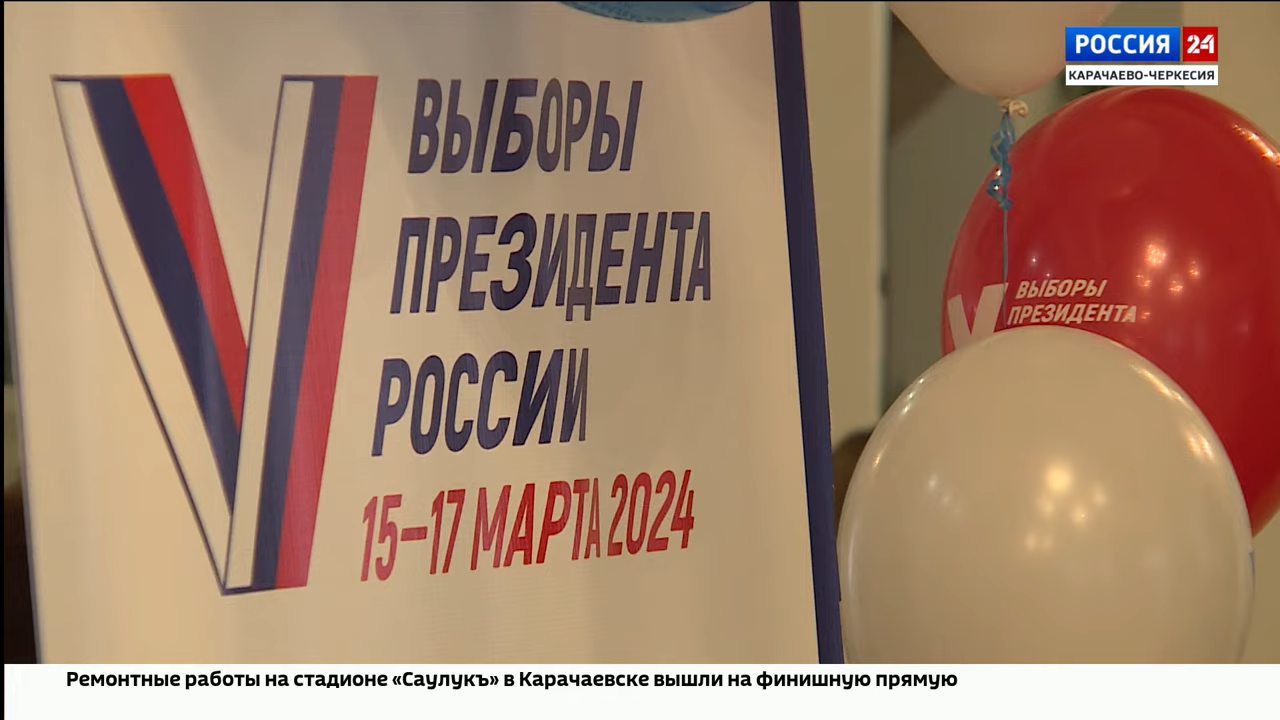 РОССИЯ 24
КАРАЧАЕВО-ЧЕРКЕСИЯ
ВЫБОРЫ
ПРЕЗИДЕНТА
РОССИИ
15–17 МАРТА 2024
ВЫБОРЫ
ПРЕЗИДЕНТА
Ремонтные работы на стадионе «Саулукъ» в Карачаевске вышли на финишную прямую